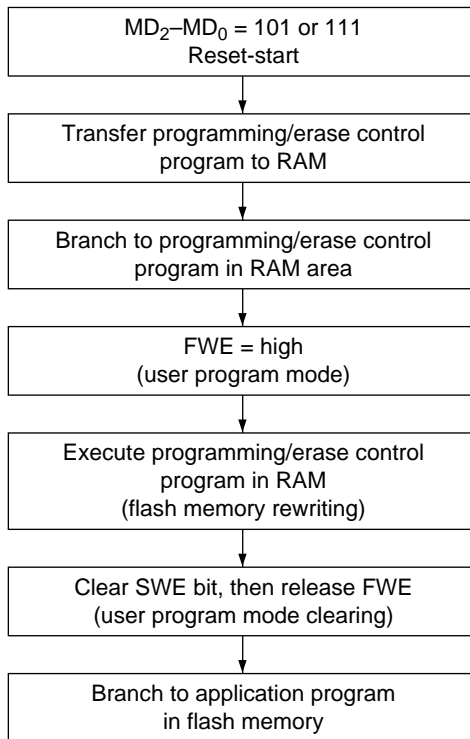 MD₂–MD₀ = 101 or 111
Reset-start
Transfer programming/erase control
program to RAM
Branch to programming/erase control
program in RAM area
FWE = high
(user program mode)
Execute programming/erase control
program in RAM
(flash memory rewriting)
Clear SWE bit, then release FWE
(user program mode clearing)
Branch to application program
in flash memory